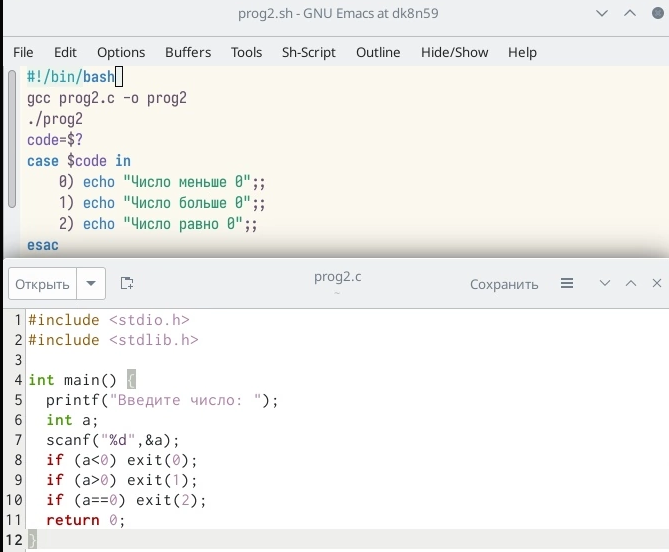 prog2.sh - GNU Emacs at dk8n59
File Edit Options Buffers Tools Sh-Script Outline Hide/Show Help
#!/bin/bash
gcc prog2.c -o prog2
./prog2
code=$?
case $code in
    0) echo "Число меньше 0";;
    1) echo "Число больше 0";;
    2) echo "Число равно 0";;
esac
Открыть prog2.c Сохранить
~
1 #include <stdio.h>
2 #include <stdlib.h>
3
4 int main() {
5   printf("Введите число: ");
6   int a;
7   scanf("%d",&a);
8   if (a<0) exit(0);
9   if (a>0) exit(1);
10   if (a==0) exit(2);
11   return 0;
12 }